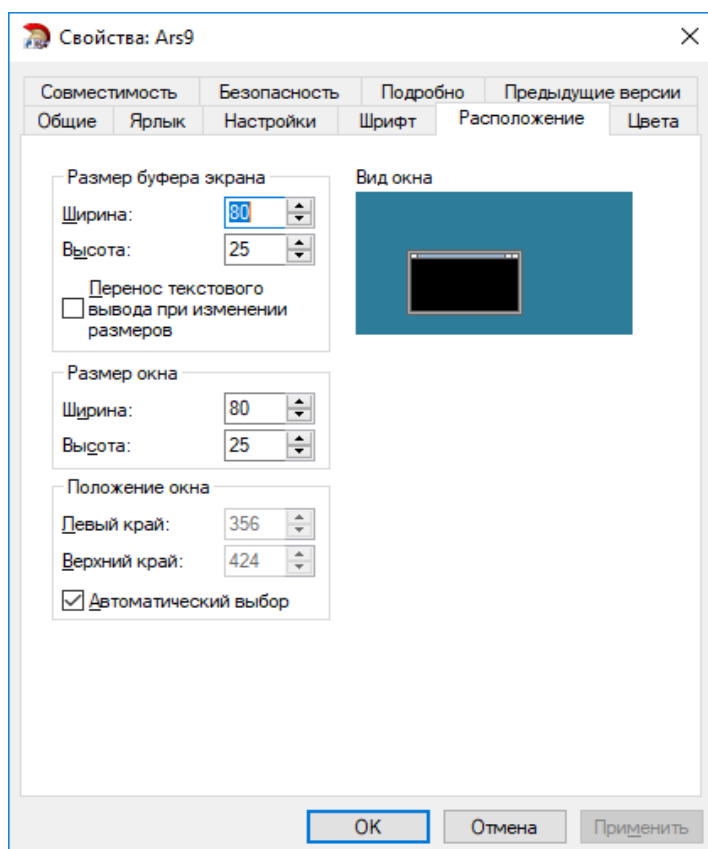 Свойства: Ars9
Совместимость Безопасность Подробно Предыдущие версии
Общие Ярлык Настройки Шрифт Расположение Цвета
Размер буфера экрана
Ширина: 80
Высота: 25
Перенос текстового
вывода при изменении
размеров
Вид окна
Размер окна
Ширина: 80
Высота: 25
Положение окна
Левый край: 356
Верхний край: 424
Автоматический выбор
OK Отмена Применить